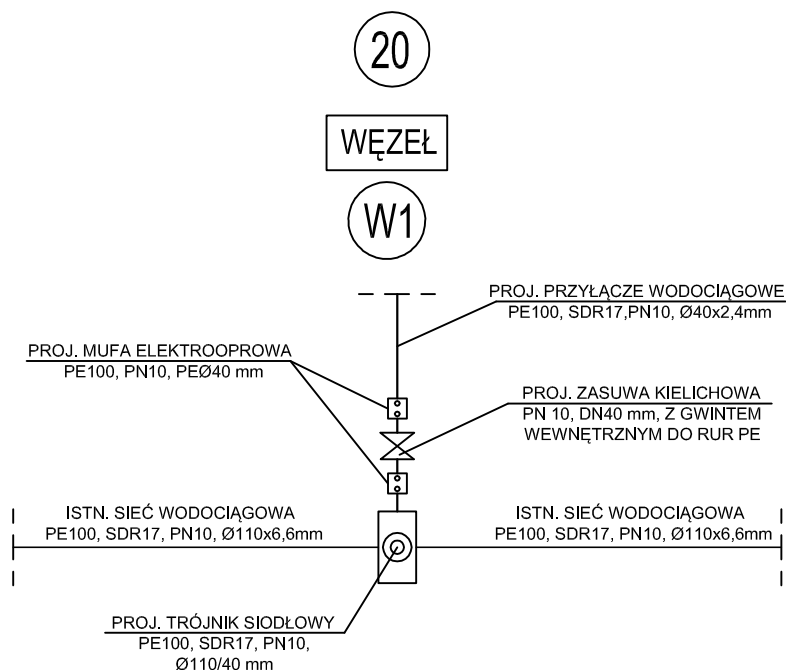 20
WĘZEŁ
W1
PROJ. PRZYŁĄCZE WODOCIĄGOWE
PE100, SDR17,PN10, Ø40x2,4mm
PROJ. MUFA ELEKTROOPROWA
PE100, PN10, PEØ40 mm
PROJ. ZASUWA KIELICHOWA
PN 10, DN40 mm, Z GWINTEM
WEWNĘTRZNYM DO RUR PE
ISTN. SIEĆ WODOCIĄGOWA
PE100, SDR17, PN10, Ø110x6,6mm
ISTN. SIEĆ WODOCIĄGOWA
PE100, SDR17, PN10, Ø110x6,6mm
PROJ. TRÓJNIK SIODŁOWY
PE100, SDR17, PN10,
Ø110/40 mm